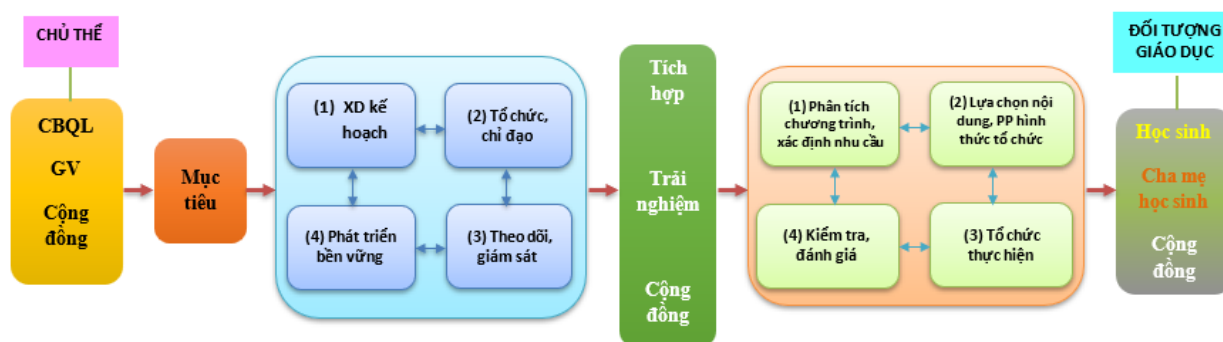 CHỦ THỂ
CBQL
GV
Cộng
đồng
Mục
tiêu
(1) XD kế
hoạch
(2) Tổ chức,
chỉ đạo
(4) Phát triển
bền vững
(3) Theo dõi,
giám sát
Tích
hợp
Trải
nghiệm
Cộng
đồng
(1) Phân tích
chương trình,
xác định nhu cầu
(2) Lựa chọn nội
dung, PP hình
thức tổ chức
(4) Kiểm tra,
đánh giá
(3) Tổ chức
thực hiện
ĐỐI TƯỢNG
GIÁO DỤC
Học sinh
Cha mẹ
học sinh
Cộng
đồng